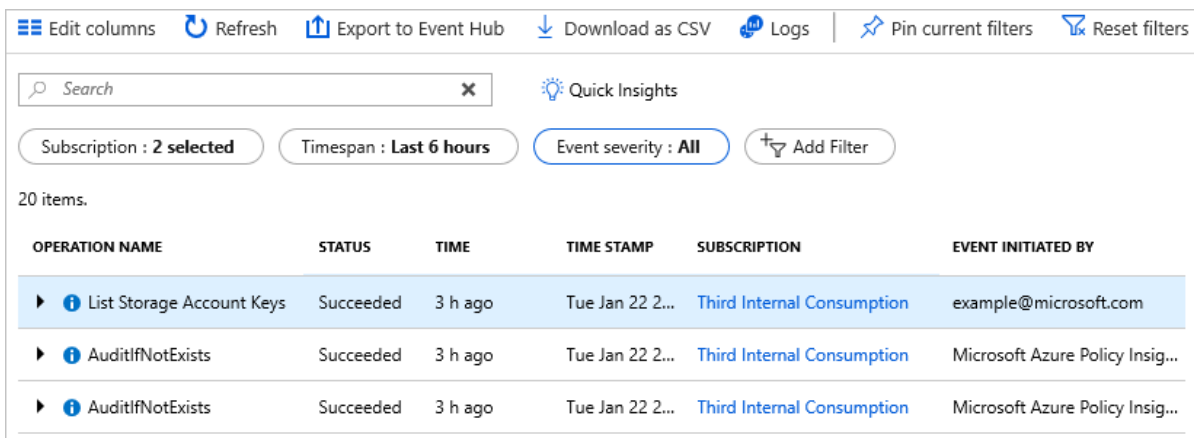 Edit columns Refresh Export to Event Hub Download as CSV Logs Pin current filters Reset filters
Search Quick Insights
Subscription : 2 selected Timespan : Last 6 hours Event severity : All Add Filter
20 items.
OPERATION NAME STATUS TIME TIME STAMP SUBSCRIPTION EVENT INITIATED BY
List Storage Account Keys Succeeded 3 h ago Tue Jan 22 2... Third Internal Consumption example@microsoft.com
AuditIfNotExists Succeeded 3 h ago Tue Jan 22 2... Third Internal Consumption Microsoft Azure Policy Insig...
AuditIfNotExists Succeeded 3 h ago Tue Jan 22 2... Third Internal Consumption Microsoft Azure Policy Insig...